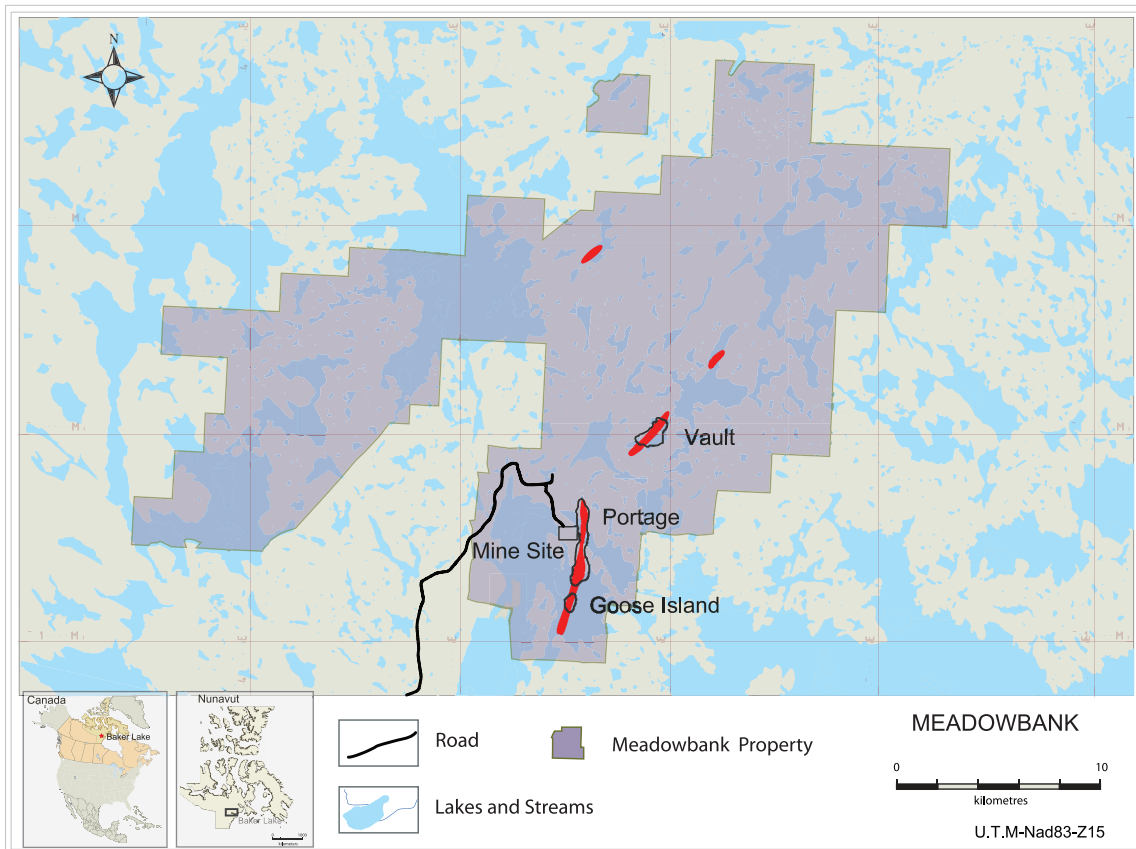 N
Vault
Portage
Mine Site
Goose Island
Canada
Baker Lake
Nunavut
Baker Lake
kilometers
Road
Lakes and Streams
Meadowbank Property
MEADOWBANK
0 10
kilometres
U.T.M-Nad83-Z15